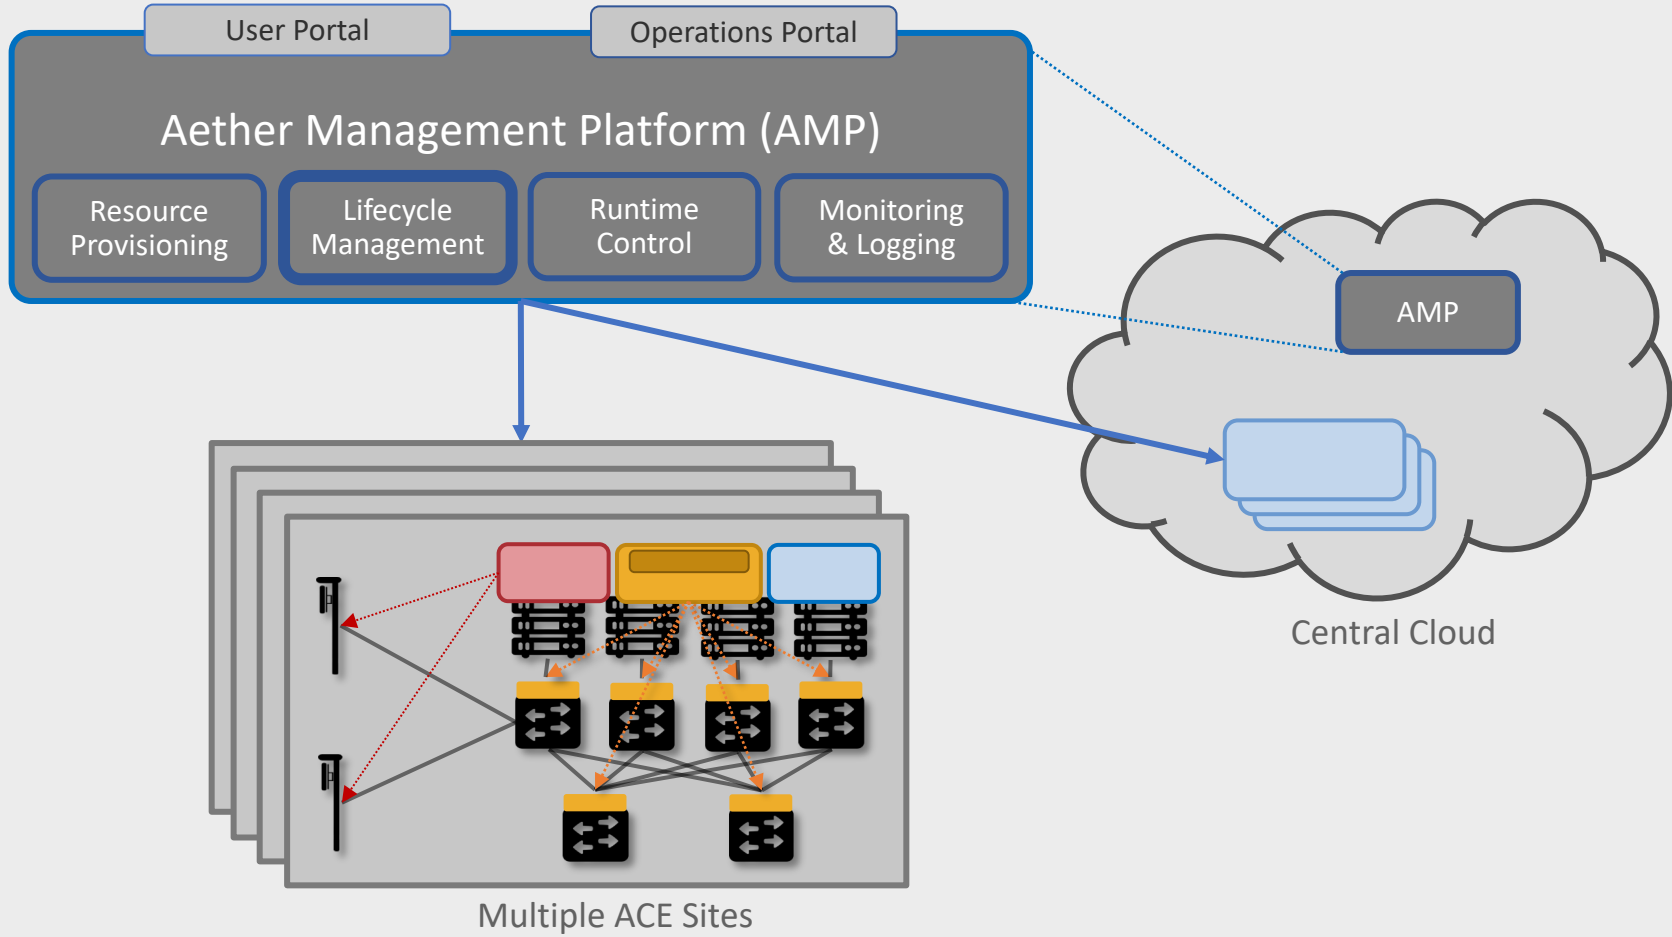 User Portal
Operations Portal
Aether Management Platform (AMP)
Resource
Provisioning
Lifecycle
Management
Runtime
Control
Monitoring
& Logging
AMP
Central Cloud
Multiple ACE Sites